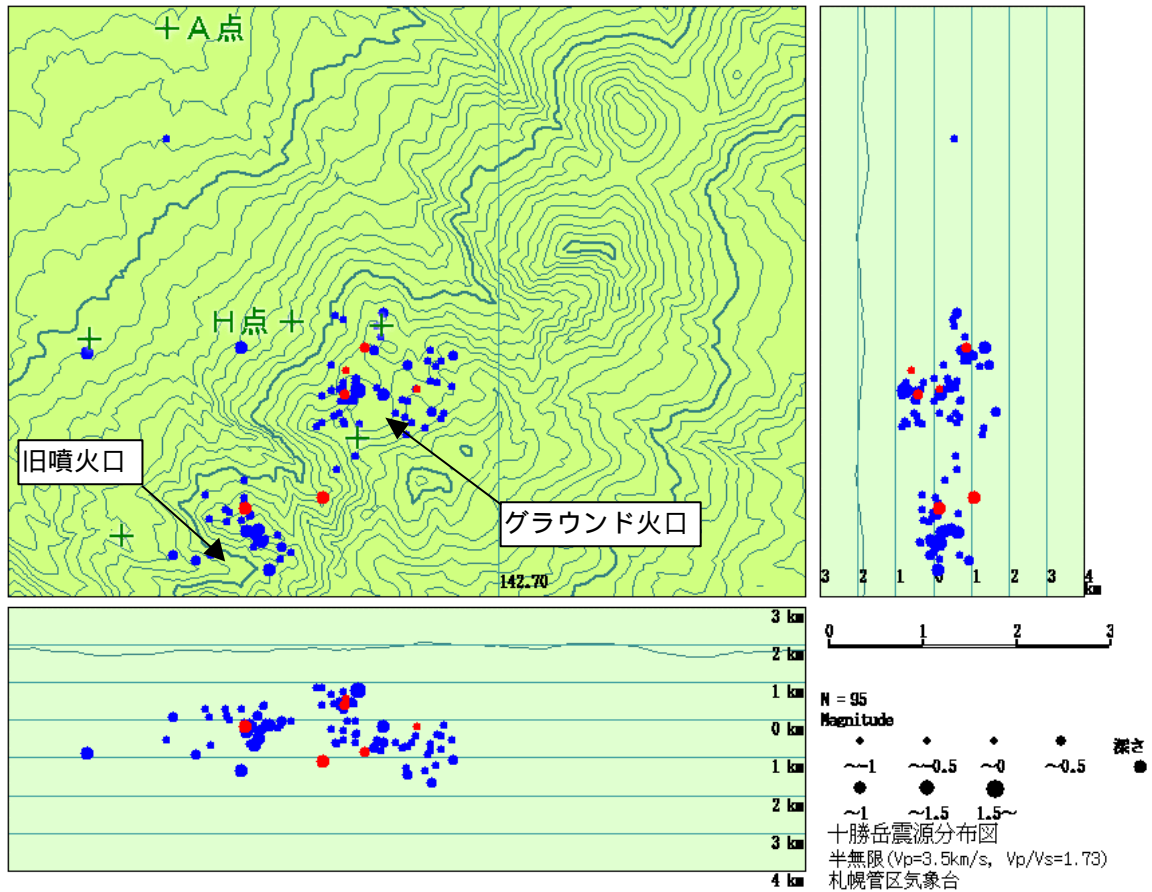 A点
H点
旧噴火口
グラウンド火口
142.70
3 2 1 0 1 2 3 4
km
3 km
2 km
1 km
0 km
1 km
2 km
3 km
4 km
0 1 2 3
N = 95
Magnitude
深さ
~-1 ~-0.5 ~0 ~0.5
~1 ~1.5 1.5~
十勝岳震源分布図
半無限(Vp=3.5km/s, Vp/Vs=1.73)
札幌管区気象台